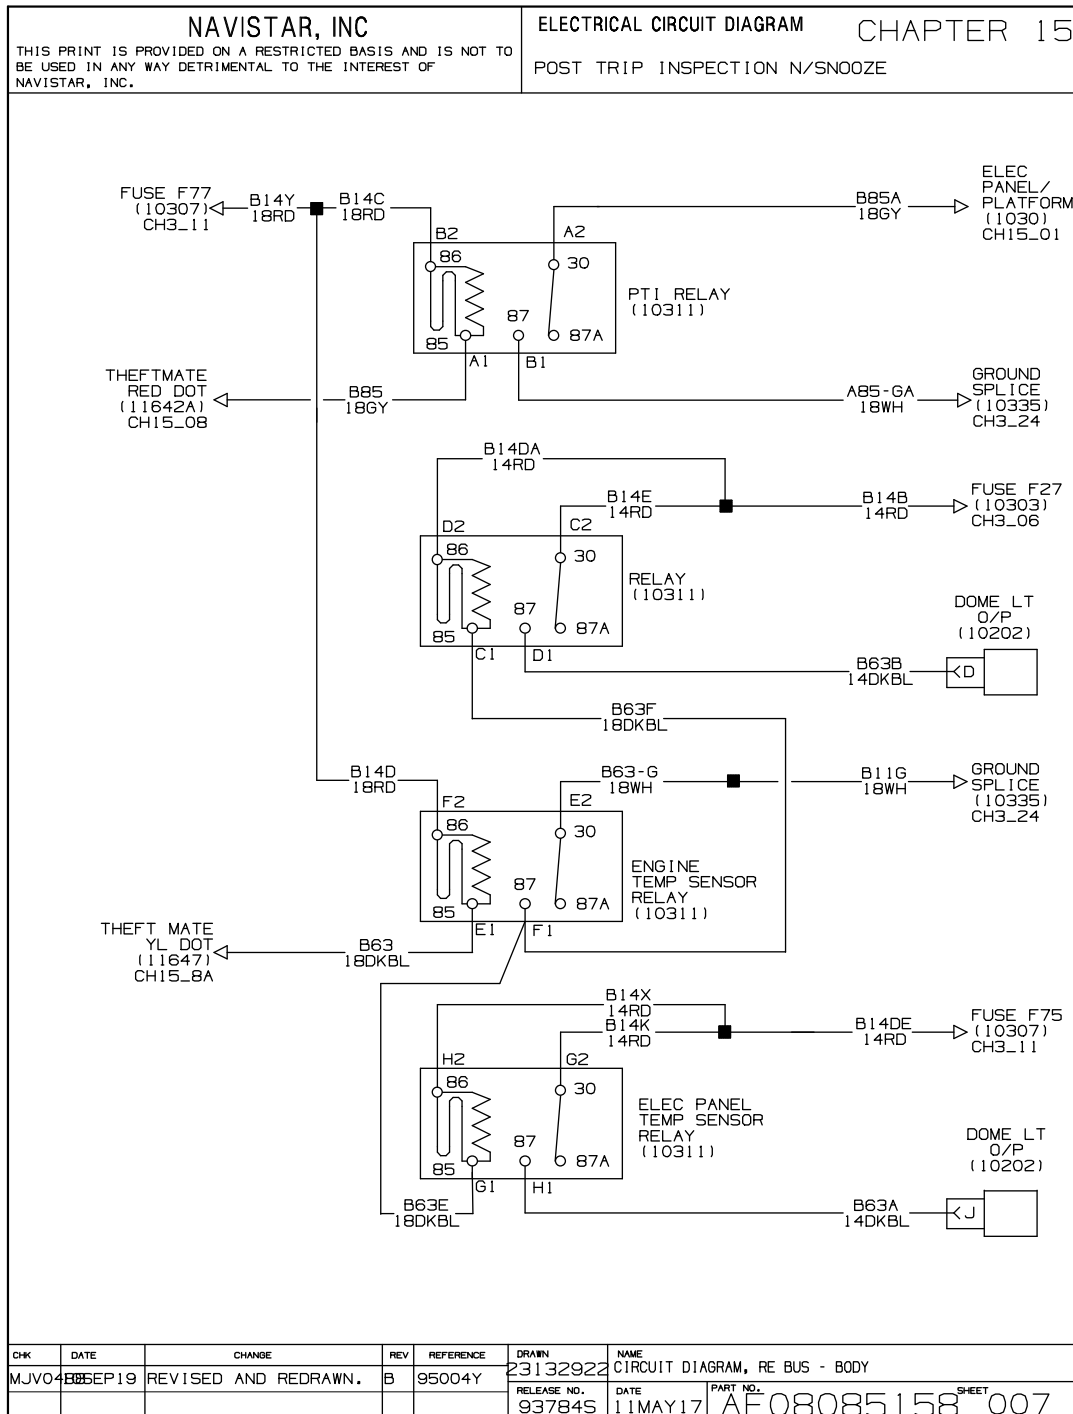 NAVISTAR, INC
THIS PRINT IS PROVIDED ON A RESTRICTED BASIS AND IS NOT TO
BE USED IN ANY WAY DETRIMENTAL TO THE INTEREST OF
NAVISTAR, INC.
ELECTRICAL CIRCUIT DIAGRAM
CHAPTER 15
POST TRIP INSPECTION N/SNOOZE
FUSE F77
(10307)
CH3_11
B14Y
18RD
B14C
18RD
B85A
18GY
ELEC
PANEL/
PLATFORM
(1030)
CH15_01
B2
A2
86
30
87
87A
85
A1
B1
PTI RELAY
(10311)
THEFTMATE
RED DOT
(11642A)
CH15_08
B85
18GY
A85-GA
18WH
GROUND
SPLICE
(10335)
CH3_24
B14DA
14RD
B14E
14RD
B14B
14RD
FUSE F27
(10303)
CH3_06
D2
C2
86
30
87
87A
85
C1
D1
RELAY
(10311)
DOME LT
O/P
(10202)
B63B
14DKBL
D
B63F
18DKBL
B14D
18RD
B63-G
18WH
B11G
18WH
GROUND
SPLICE
(10335)
CH3_24
F2
E2
86
30
87
87A
85
E1
F1
ENGINE
TEMP SENSOR
RELAY
(10311)
THEFT MATE
YL DOT
(11647)
CH15_8A
B63
18DKBL
B14X
14RD
B14K
14RD
B14DE
14RD
FUSE F75
(10307)
CH3_11
H2
G2
86
30
87
87A
85
G1
H1
ELEC PANEL
TEMP SENSOR
RELAY
(10311)
DOME LT
O/P
(10202)
B63E
18DKBL
B63A
14DKBL
J
CHK DATE CHANGE REV REFERENCE DRAWN NAME
05SEP19 REVISED AND REDRAWN. B 95004Y 23132922 CIRCUIT DIAGRAM, RE BUS - BODY
RELEASE NO. DATE PART NO. SHEET
93784S 11MAY17 AF08085158 007